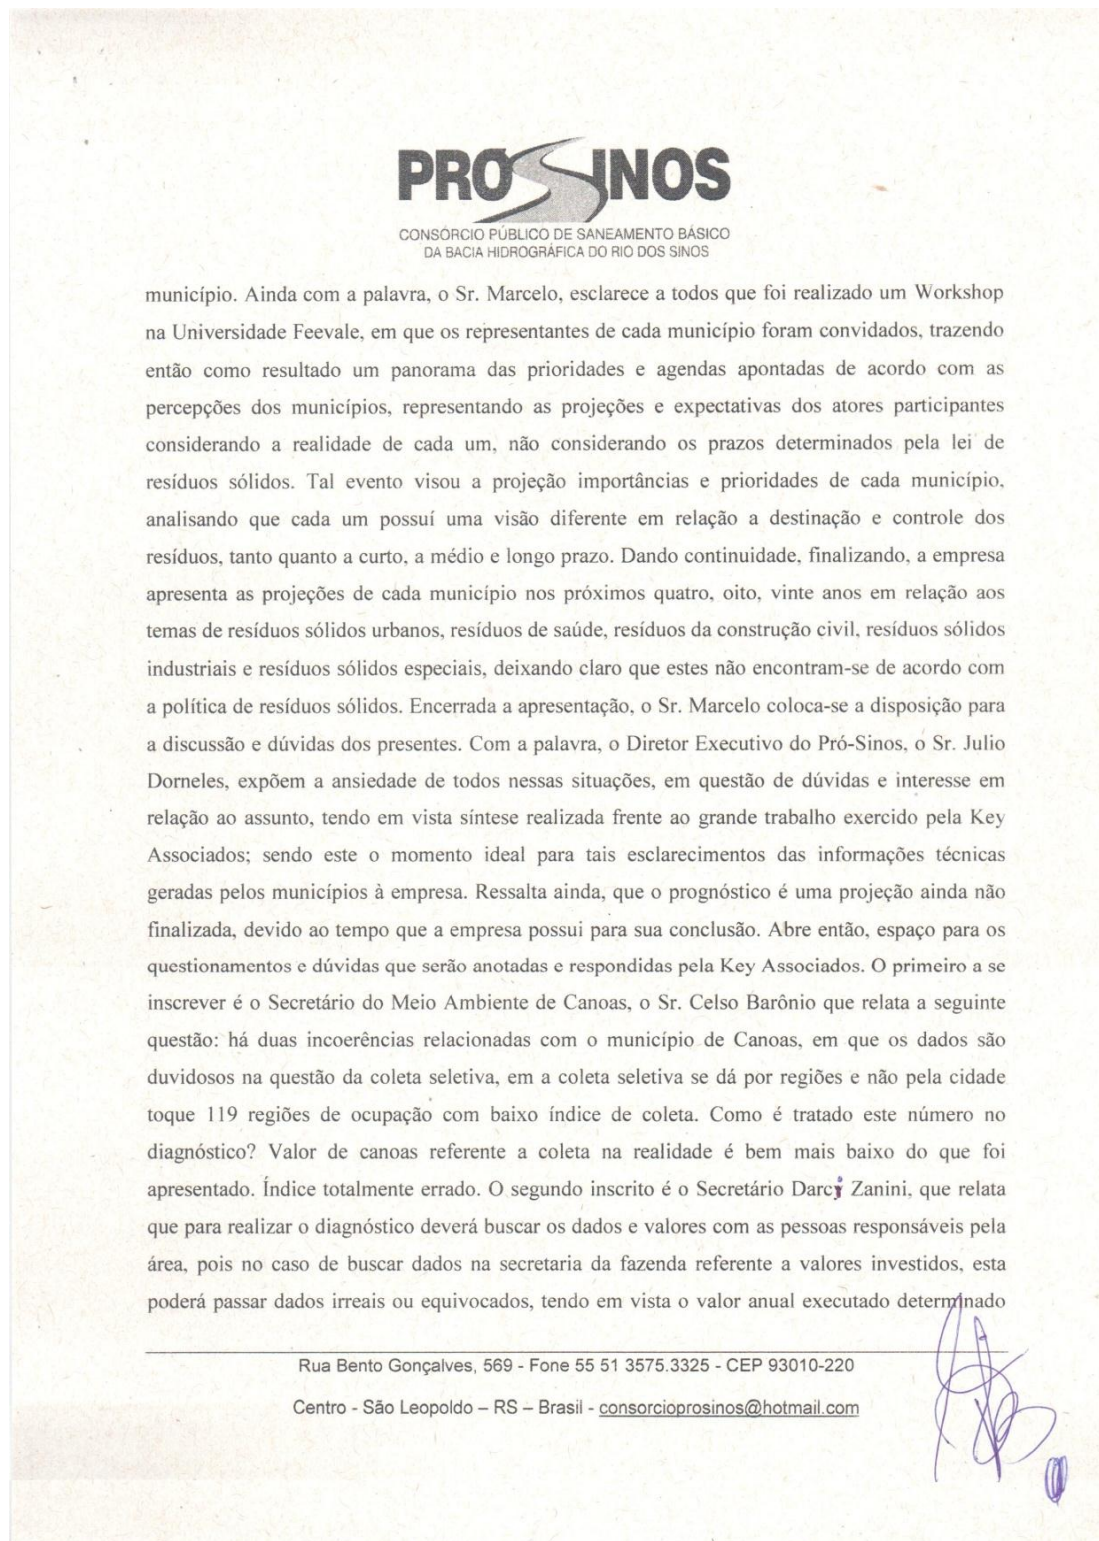 PRÓSINOS
CONSÓRCIO PÚBLICO DE SANEAMENTO BÁSICO
DA BACIA HIDROGRÁFICA DO RIO DOS SINOS
município. Ainda com a palavra, o Sr. Marcelo, esclarece a todos que foi realizado um Workshop
na Universidade Feevale, em que os representantes de cada município foram convidados, trazendo
então como resultado um panorama das prioridades e agendas apontadas de acordo com as
percepções dos municípios, representando as projeções e expectativas dos atores participantes
considerando a realidade de cada um, não considerando os prazos determinados pela lei de
resíduos sólidos. Tal evento visou a projeção importâncias e prioridades de cada município,
analisando que cada um possuí uma visão diferente em relação a destinação e controle dos
resíduos, tanto quanto a curto, a médio e longo prazo. Dando continuidade, finalizando, a empresa
apresenta as projeções de cada município nos próximos quatro, oito, vinte anos em relação aos
temas de resíduos sólidos urbanos, resíduos de saúde, resíduos da construção civil, resíduos sólidos
industriais e resíduos sólidos especiais, deixando claro que estes não encontram-se de acordo com
a política de resíduos sólidos. Encerrada a apresentação, o Sr. Marcelo coloca-se a disposição para
a discussão e dúvidas dos presentes. Com a palavra, o Diretor Executivo do Pró-Sinos, o Sr. Julio
Dorneles, expõem a ansiedade de todos nessas situações, em questão de dúvidas e interesse em
relação ao assunto, tendo em vista síntese realizada frente ao grande trabalho exercido pela Key
Associados; sendo este o momento ideal para tais esclarecimentos das informações técnicas
geradas pelos municípios à empresa. Ressalta ainda, que o prognóstico é uma projeção ainda não
finalizada, devido ao tempo que a empresa possui para sua conclusão. Abre então, espaço para os
questionamentos e dúvidas que serão anotadas e respondidas pela Key Associados. O primeiro a se
inscrever é o Secretário do Meio Ambiente de Canoas, o Sr. Celso Barônio que relata a seguinte
questão: há duas incoerências relacionadas com o município de Canoas, em que os dados são
duvidosos na questão da coleta seletiva, em a coleta seletiva se dá por regiões e não pela cidade
toque 119 regiões de ocupação com baixo índice de coleta. Como é tratado este número no
diagnóstico? Valor de canoas referente a coleta na realidade é bem mais baixo do que foi
apresentado. Índice totalmente errado. O segundo inscrito é o Secretário Darci Zanini, que relata
que para realizar o diagnóstico deverá buscar os dados e valores com as pessoas responsáveis pela
área, pois no caso de buscar dados na secretaria da fazenda referente a valores investidos, esta
poderá passar dados irreais ou equivocados, tendo em vista o valor anual executado determinado
Rua Bento Gonçalves, 569 - Fone 55 51 3575.3325 - CEP 93010-220
Centro - São Leopoldo – RS – Brasil - consorcioprosinos@hotmail.com